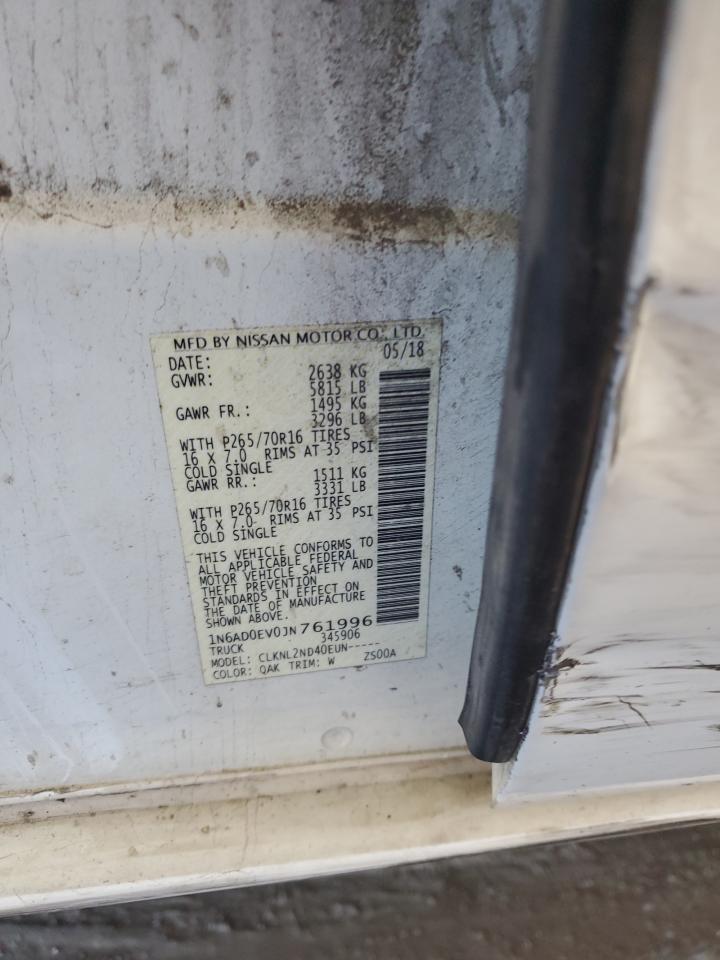 MFD BY NISSAN MOTOR CO., LTD.
DATE: 05/18
GVWR: 2638 KG
5815 LB
GAWR FR.: 1495 KG
3296 LB
WITH P265/70R16 TIRES
16 X 7.0 RIMS AT 35 PSI
COLD SINGLE
GAWR RR.: 1511 KG
3331 LB
WITH P265/70R16 TIRES
16 X 7.0 RIMS AT 35 PSI
COLD SINGLE
THIS VEHICLE CONFORMS TO
ALL APPLICABLE FEDERAL
MOTOR VEHICLE SAFETY AND
THEFT PREVENTION
STANDARDS IN EFFECT ON
THE DATE OF MANUFACTURE
SHOWN ABOVE.
1N6AD0EV0JN761996
TRUCK 345906
MODEL: CLKNL2ND40EUN-----
COLOR: QAK TRIM: W ZS00A